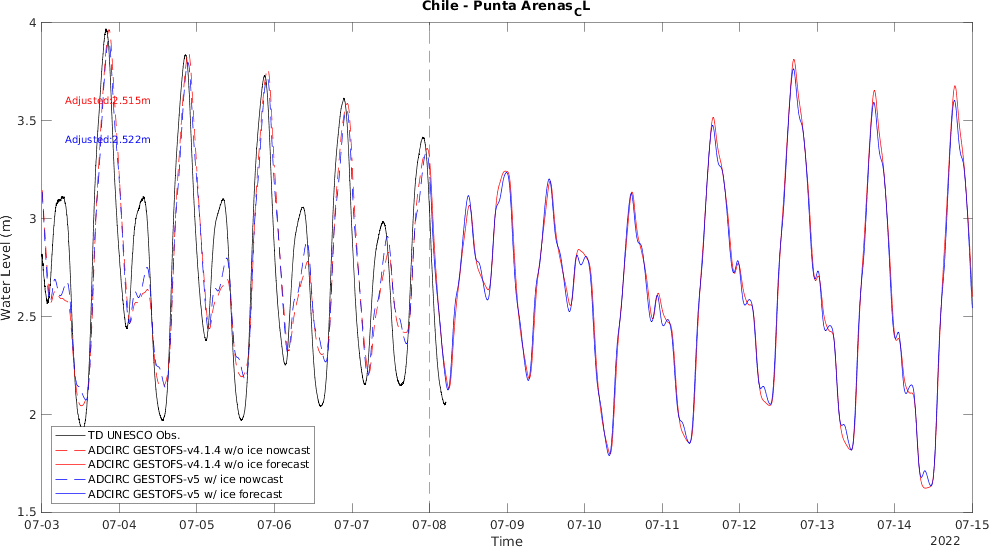 Chile - Punta Arenas_CL
4
3.5
3
2.5
2
1.5
Water Level (m)
Adjusted:2.515m
Adjusted:2.522m
TD UNESCO Obs.
ADCIRC GESTOFS-v4.1.4 w/o ice nowcast
ADCIRC GESTOFS-v4.1.4 w/o ice forecast
ADCIRC GESTOFS-v5 w/ ice nowcast
ADCIRC GESTOFS-v5 w/ ice forecast
07-03 07-04 07-05 07-06 07-07 07-08 07-09 07-10 07-11 07-12 07-13 07-14 07-15
Time
2022